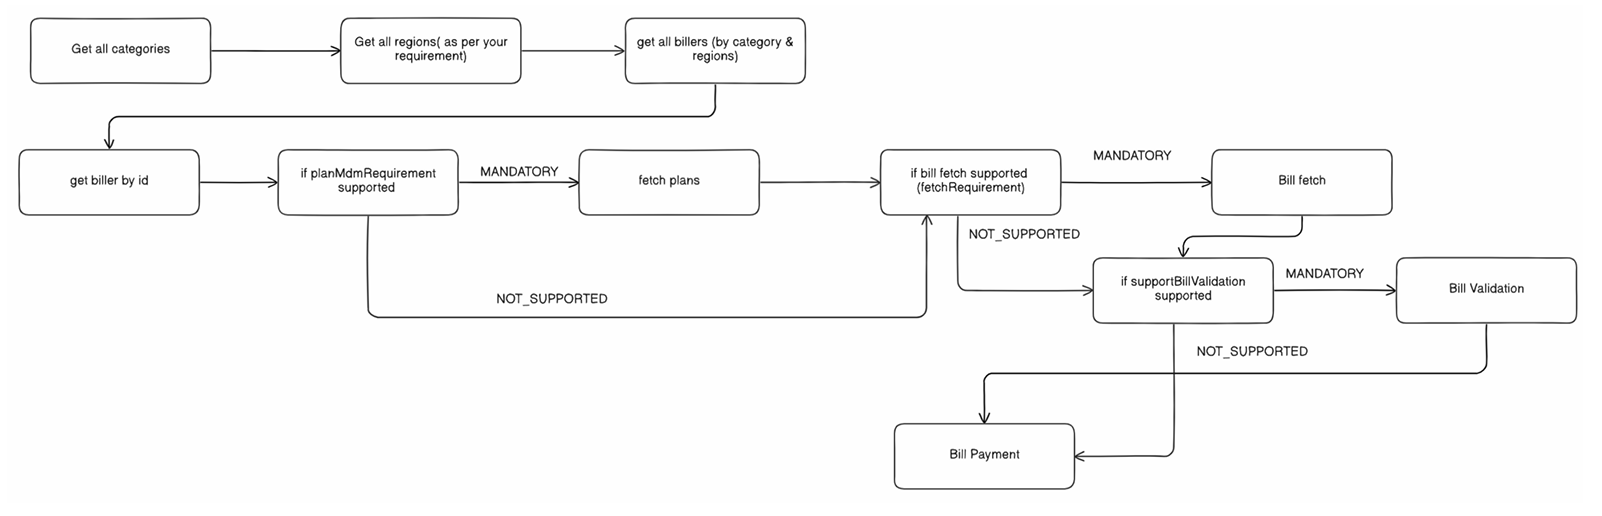 Get all categories
Get all regions( as per your
requirement)
get all billers (by category &
regions)
get biller by id
if planMdmRequirement
supported
MANDATORY
fetch plans
if bill fetch supported
(fetchRequirement)
MANDATORY
Bill fetch
NOT_SUPPORTED
NOT_SUPPORTED
if supportBillValidation
supported
MANDATORY
Bill Validation
NOT_SUPPORTED
Bill Payment